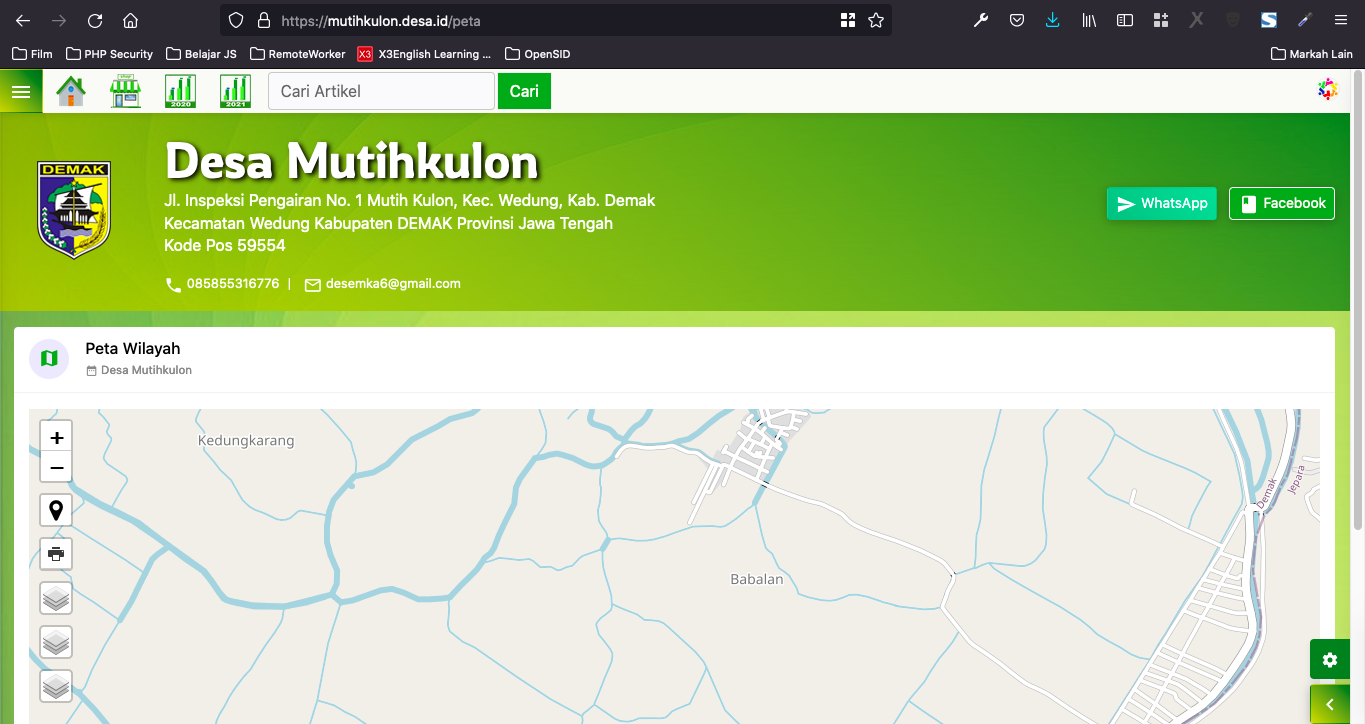 https://mutihkulon.desa.id/peta
Film
PHP Security
Belajar JS
RemoteWorker
X3
X3English Learning ...
OpenSID
Markah Lain
2020
2021
Cari Artikel
Cari
DEMAK
Desa Mutihkulon
Jl. Inspeksi Pengairan No. 1 Mutih Kulon, Kec. Wedung, Kab. Demak
Kecamatan Wedung Kabupaten DEMAK Provinsi Jawa Tengah
Kode Pos 59554
085855316776 | desemka6@gmail.com
WhatsApp
Facebook
Peta Wilayah
Desa Mutihkulon
+
−
Kedungkarang
Babalan
Demak
Jepara